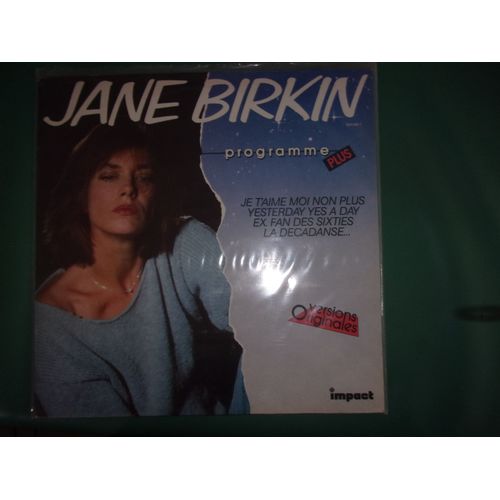 JANE BIRKIN
programme
PLUS
JE T'AIME MOI NON PLUS
YESTERDAY YES A DAY
EX. FAN DES SIXTIES
LA DECADANSE...
Versions
Originales
impact